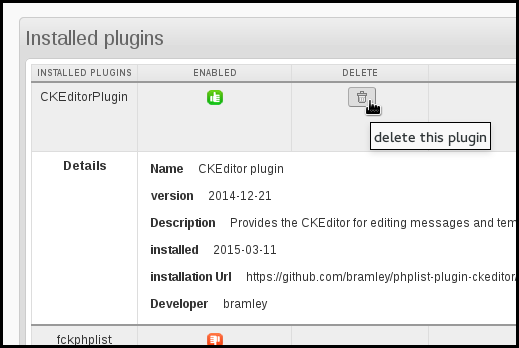 Installed plugins
INSTALLED PLUGINS ENABLED DELETE
CKEditorPlugin
delete this plugin
Details
Name CKEditor plugin
version 2014-12-21
Description Provides the CKEditor for editing messages and
installed 2015-03-11
installation Url https://github.com/bramley/phplist-plugin-ckeditor/
Developer bramley
fckphplist